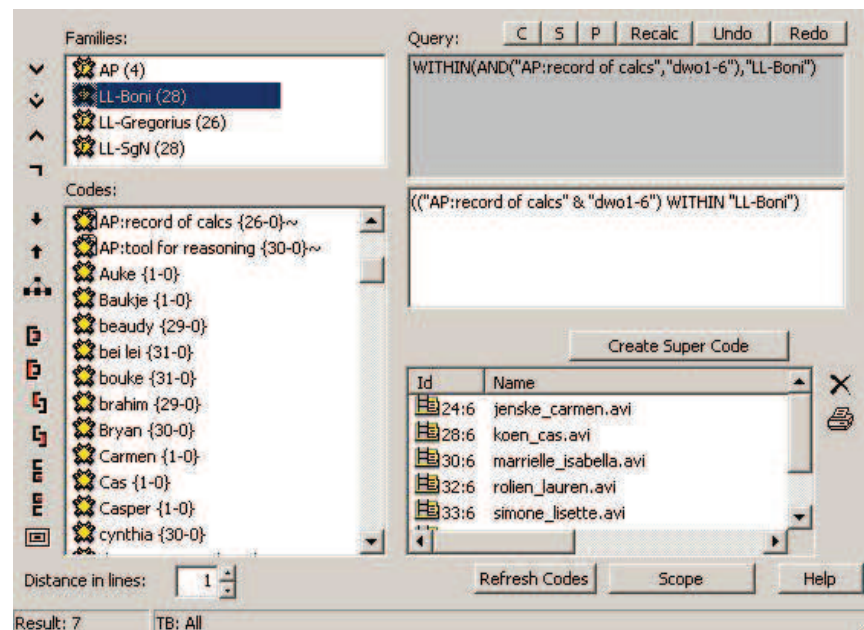 Families:
AP (4)
LL-Boni (28)
LL-Gregorius (26)
LL-SgN (28)
Codes:
AP:record of calcs {26-0}~
AP:tool for reasoning {30-0}~
Auke {1-0}
Baukje {1-0}
beaudy {29-0}
bei lei {31-0}
bouke {31-0}
brahim {29-0}
Bryan {30-0}
Carmen {1-0}
Cas {1-0}
Casper {1-0}
cynthia {30-0}
Query: C S P Recalc Undo Redo
WITHIN(AND("AP:record of calcs","dwo1-6"),"LL-Boni")
(("AP:record of calcs" & "dwo1-6") WITHIN "LL-Boni")
Create Super Code
Id Name
24:6 jenske_carmen.avi
28:6 koen_cas.avi
30:6 marrielle_isabella.avi
32:6 rolien_lauren.avi
33:6 simone_lisette.avi
Distance in lines: 1
Refresh Codes Scope Help
Result: 7 TB: All